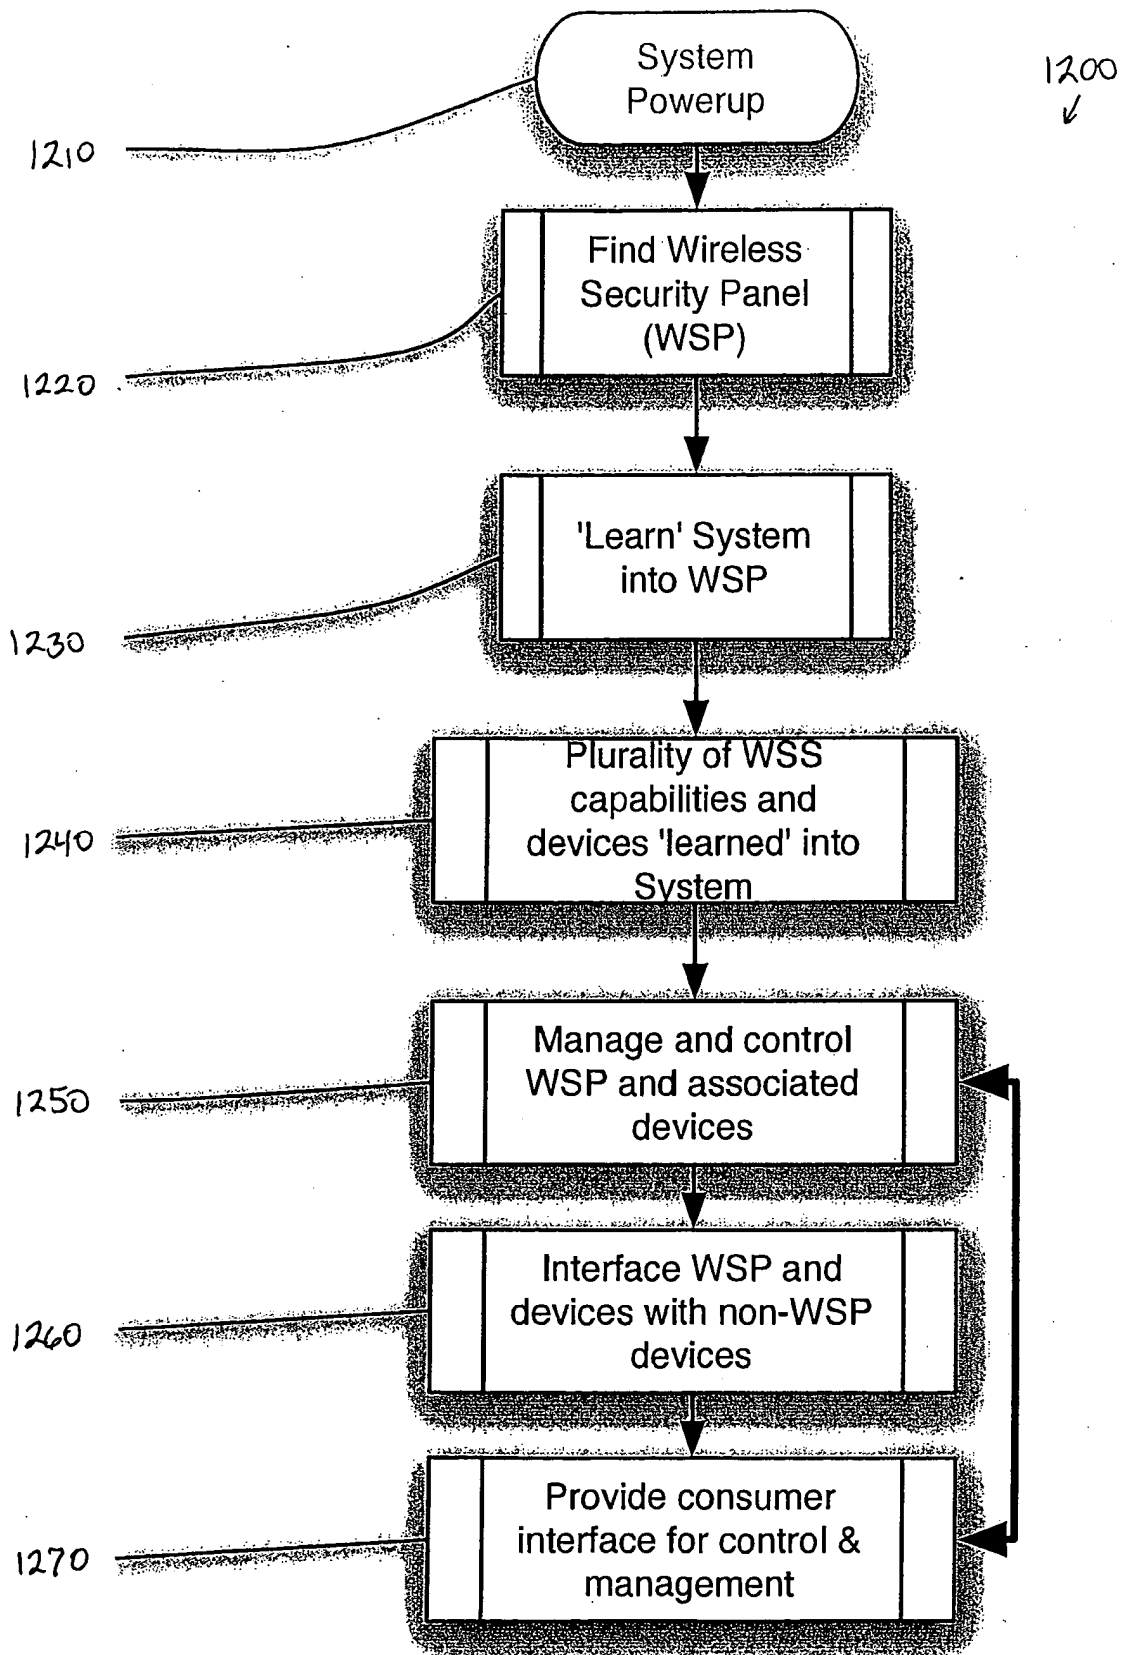 System
Powerup
1200
1210
Find Wireless
Security Panel
(WSP)
1220
'Learn' System
into WSP
1230
Plurality of WSS
capabilities and
devices 'learned' into
System
1240
Manage and control
WSP and associated
devices
1250
Interface WSP and
devices with non-WSP
devices
1260
Provide consumer
interface for control &
management
1270